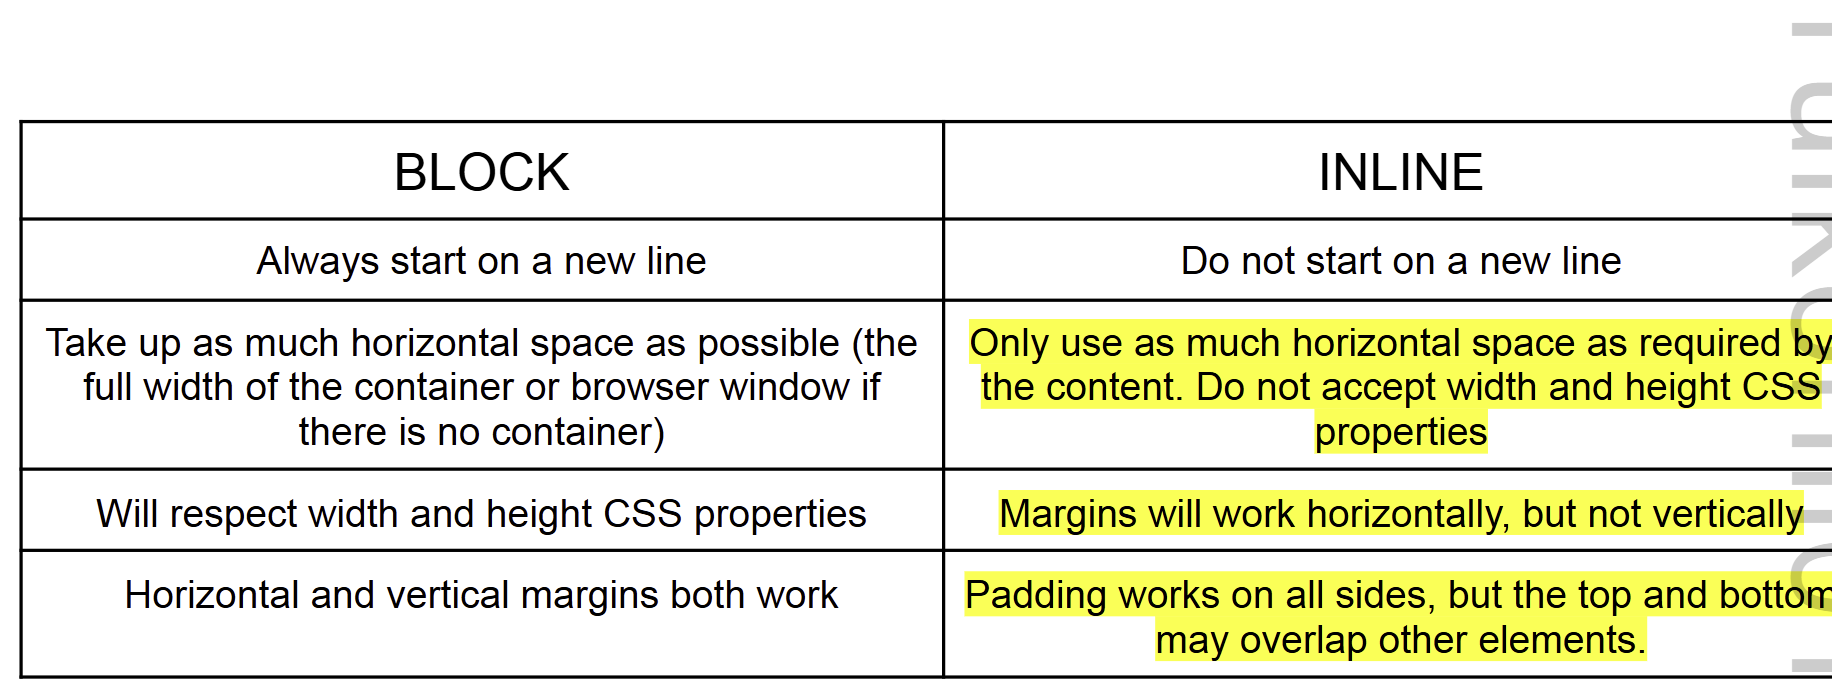 BLOCK
INLINE
Always start on a new line
Do not start on a new line
Take up as much horizontal space as possible (the
full width of the container or browser window if
there is no container)
Only use as much horizontal space as required by
the content. Do not accept width and height CSS
properties
Will respect width and height CSS properties
Margins will work horizontally, but not vertically
Horizontal and vertical margins both work
Padding works on all sides, but the top and bottom
may overlap other elements.